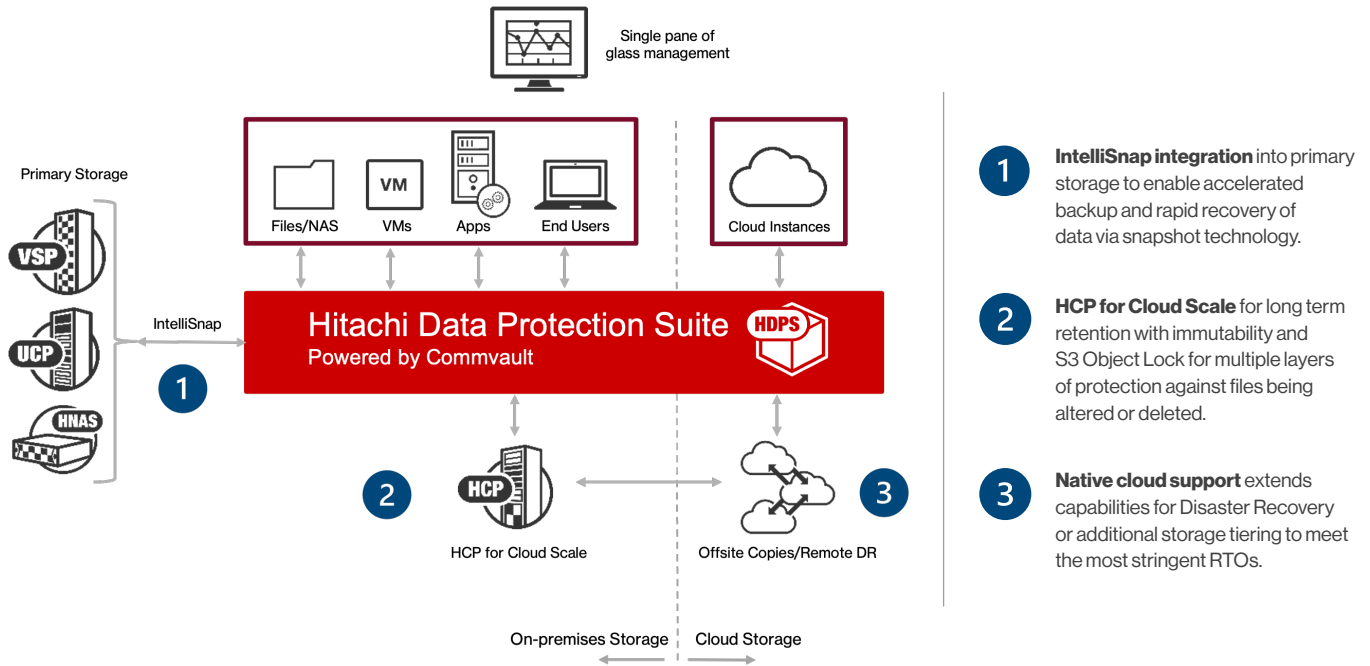 Single pane of
glass management
Primary Storage
VSP
UCP
HNAS
IntelliSnap
1
Files/NAS
VM
VMs
Apps
End Users
Cloud Instances
Hitachi Data Protection Suite
Powered by Commvault
HDPS
2
HCP
HCP for Cloud Scale
3
Offsite Copies/Remote DR
On-premises Storage
Cloud Storage
1
IntelliSnap integration into primary
storage to enable accelerated
backup and rapid recovery of
data via snapshot technology.
2
HCP for Cloud Scale for long term
retention with immutability and
S3 Object Lock for multiple layers
of protection against files being
altered or deleted.
3
Native cloud support extends
capabilities for Disaster Recovery
or additional storage tiering to meet
the most stringent RTOs.